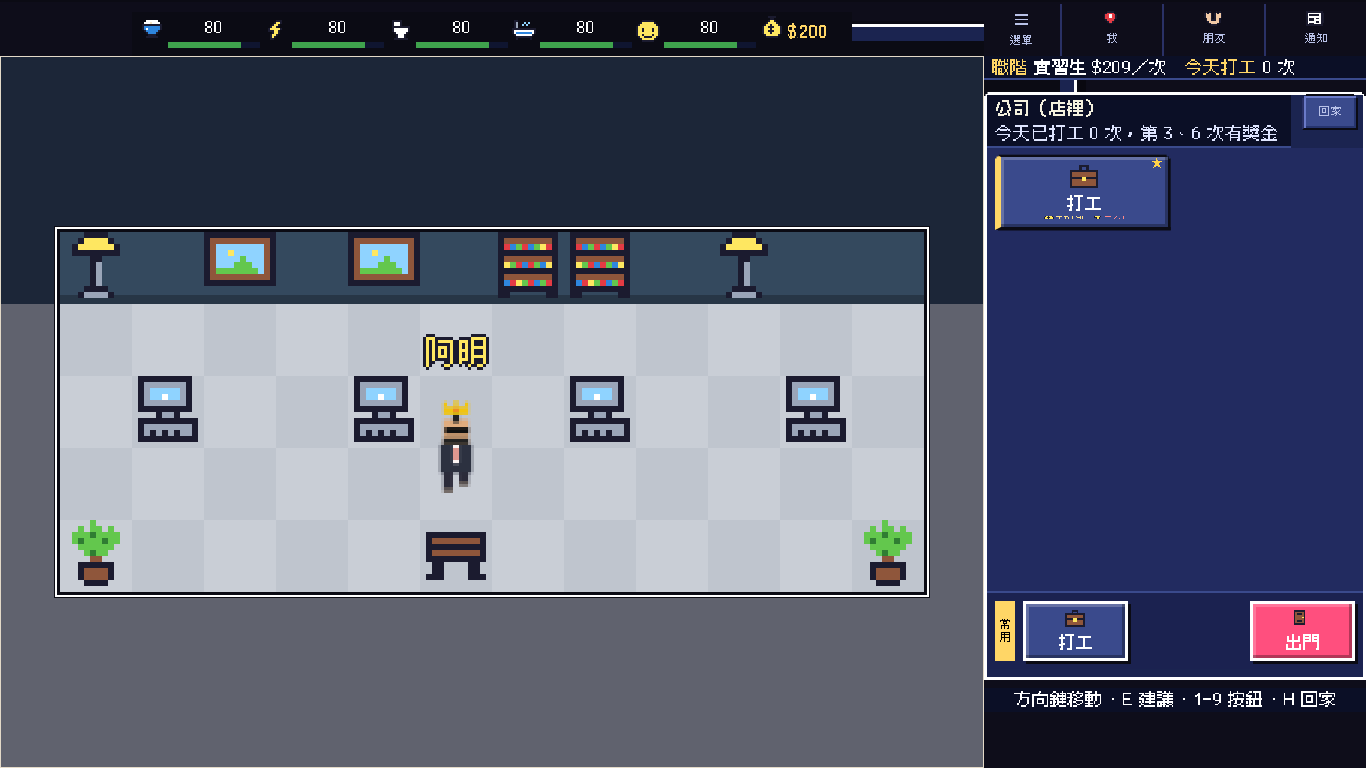 80
80
80
80
80
$200
選單
我
朋友
通知
職階 實習生 $209／次 今天打工 0 次
公司（店裡）
今天已打工 0 次，第 3、6 次有獎金
回家
打工
阿明
常用
打工
出門
方向鍵移動 · E 建議 · 1-9 按鈕 · H 回家